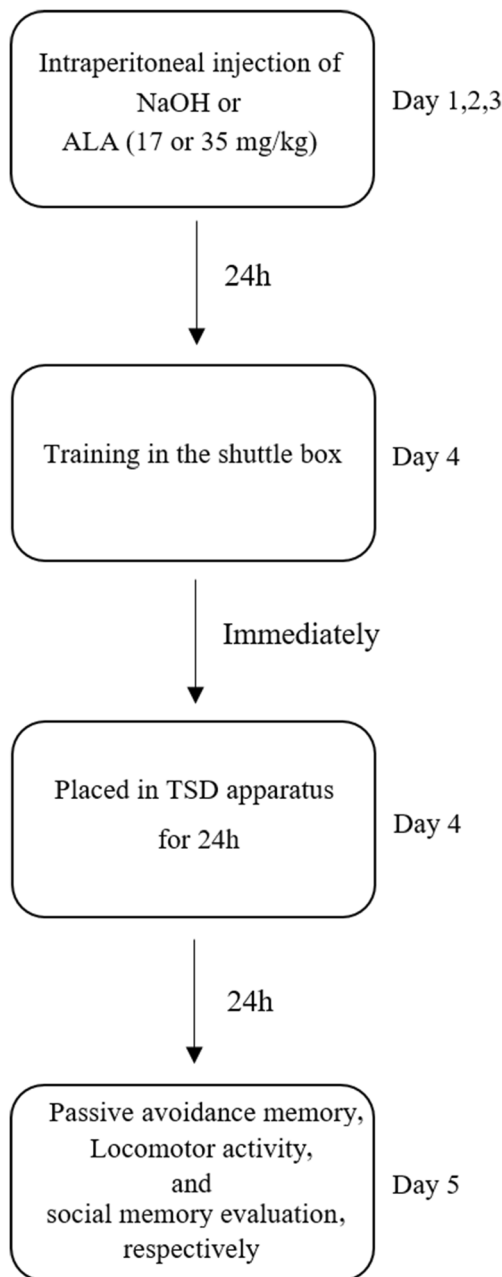 Intraperitoneal injection of
NaOH or
ALA (17 or 35 mg/kg)
Day 1,2,3
24h
Training in the shuttle box
Day 4
Immediately
Placed in TSD apparatus
for 24h
Day 4
24h
Passive avoidance memory,
Locomotor activity,
and
social memory evaluation,
respectively
Day 5